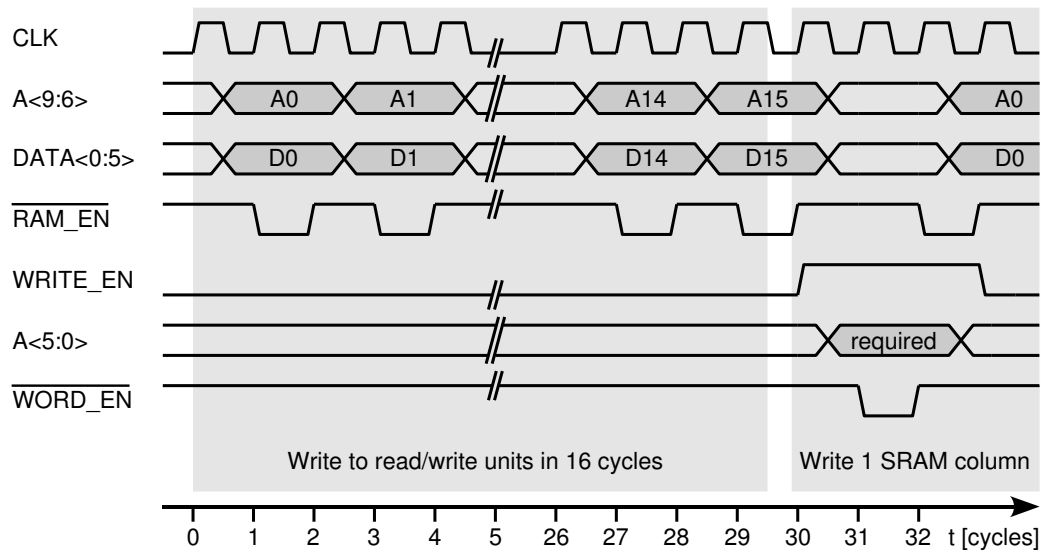 CLK
A<9:6> A0 A1 A14 A15 A0
DATA<0:5> D0 D1 D14 D15 D0
RAM_EN
WRITE_EN
A<5:0> required
WORD_EN
Write to read/write units in 16 cycles Write 1 SRAM column
0 1 2 3 4 5 26 27 28 29 30 31 32 t [cycles]